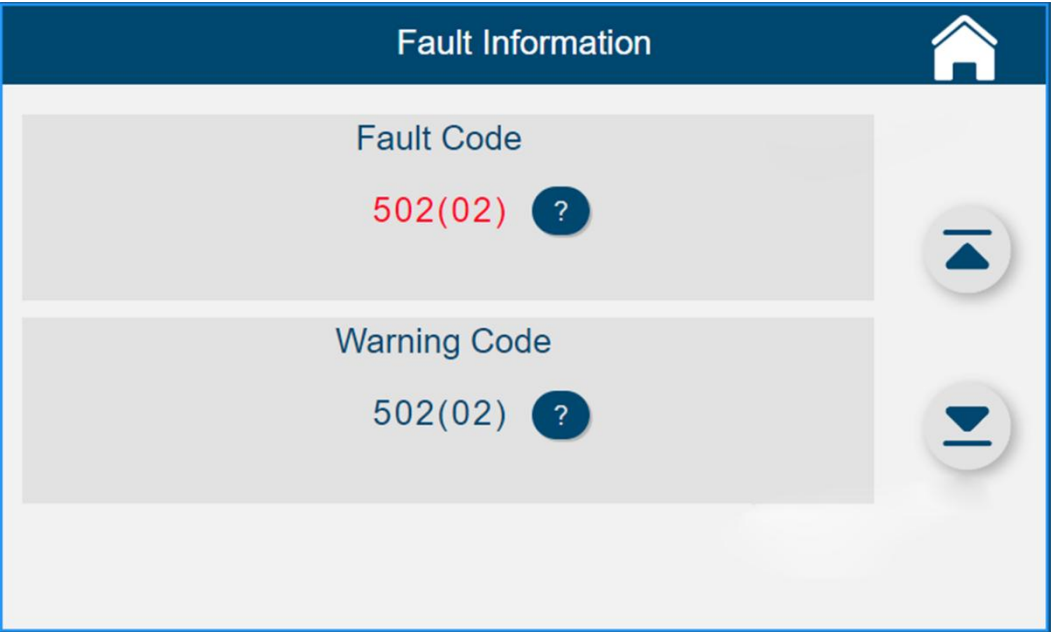 Fault Information
Fault Code
502(02) ?
Warning Code
502(02) ?